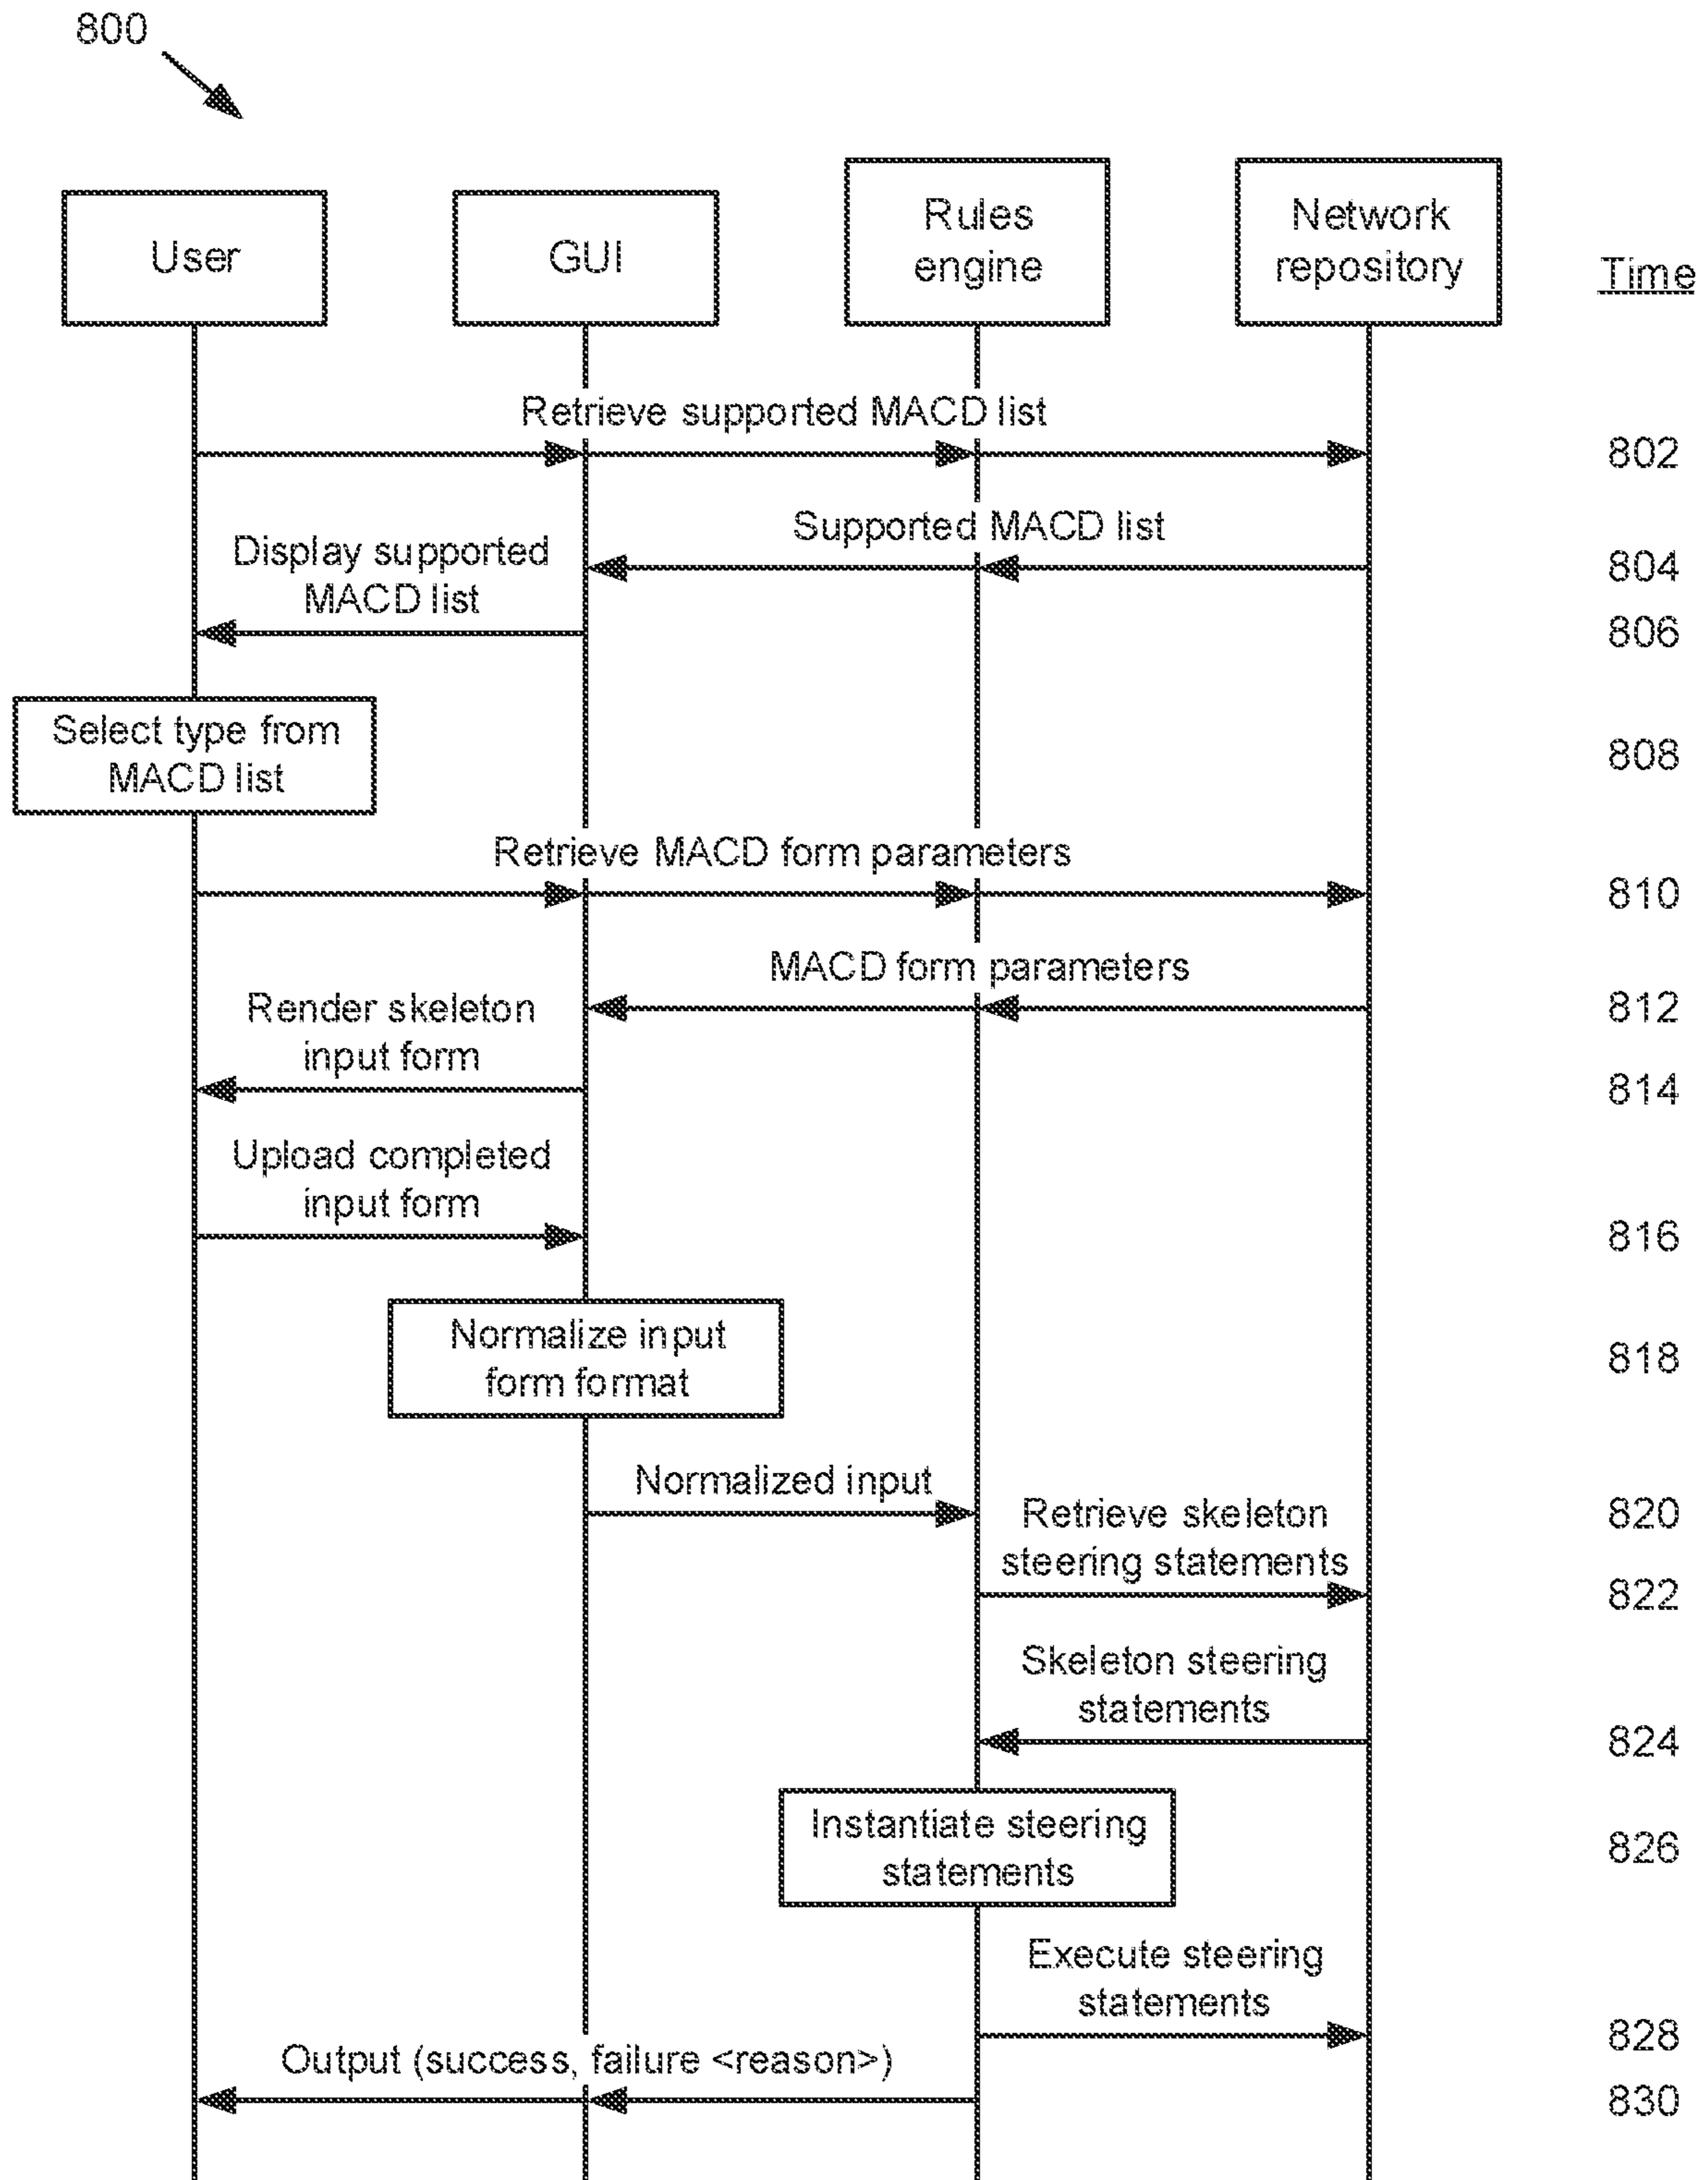 800
User
GUI
Rules
engine
Network
repository
Time
Retrieve supported MACD list
802
Supported MACD list
804
Display supported
MACD list
806
Select type from
MACD list
808
Retrieve MACD form parameters
810
MACD form parameters
812
Render skeleton
input form
814
Upload completed
input form
816
Normalize input
form format
818
Normalized input
820
Retrieve skeleton
steering statements
822
Skeleton steering
statements
824
Instantiate steering
statements
826
Execute steering
statements
828
Output (success, failure <reason>)
830